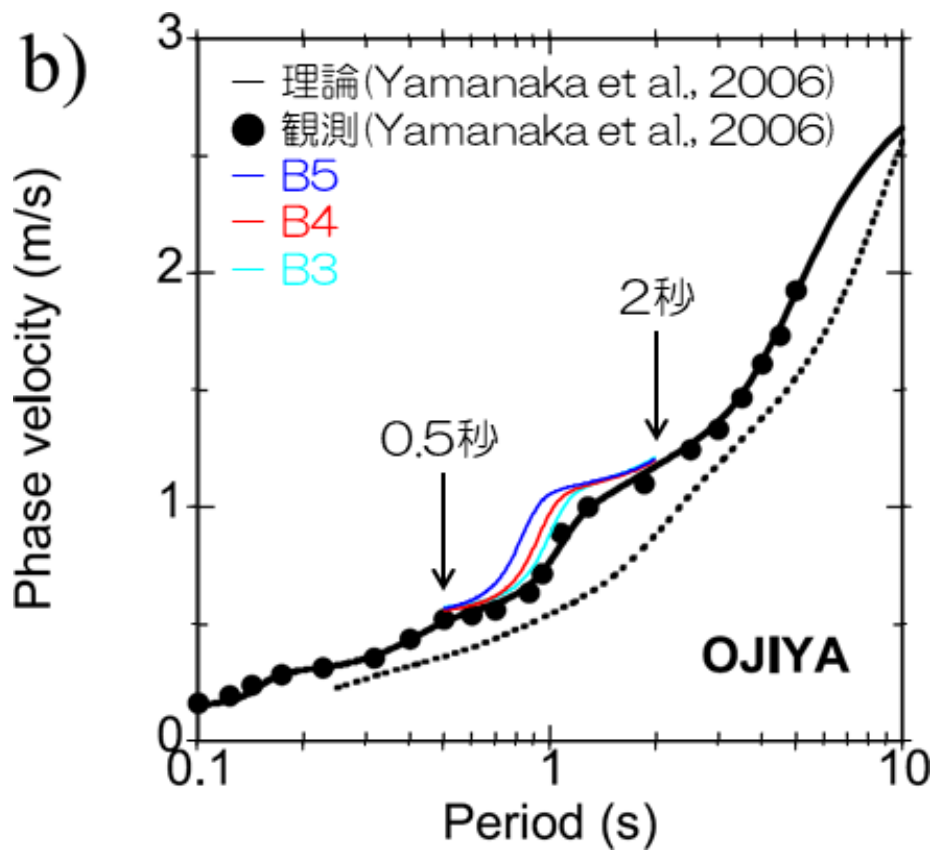 b)
3
— 理論(Yamanaka et al., 2006)
● 観測(Yamanaka et al., 2006)
— B5
— B4
— B3
2秒
2
0.5秒
1
Phase velocity (m/s)
OJIYA
0
0.1 1 10
Period (s)